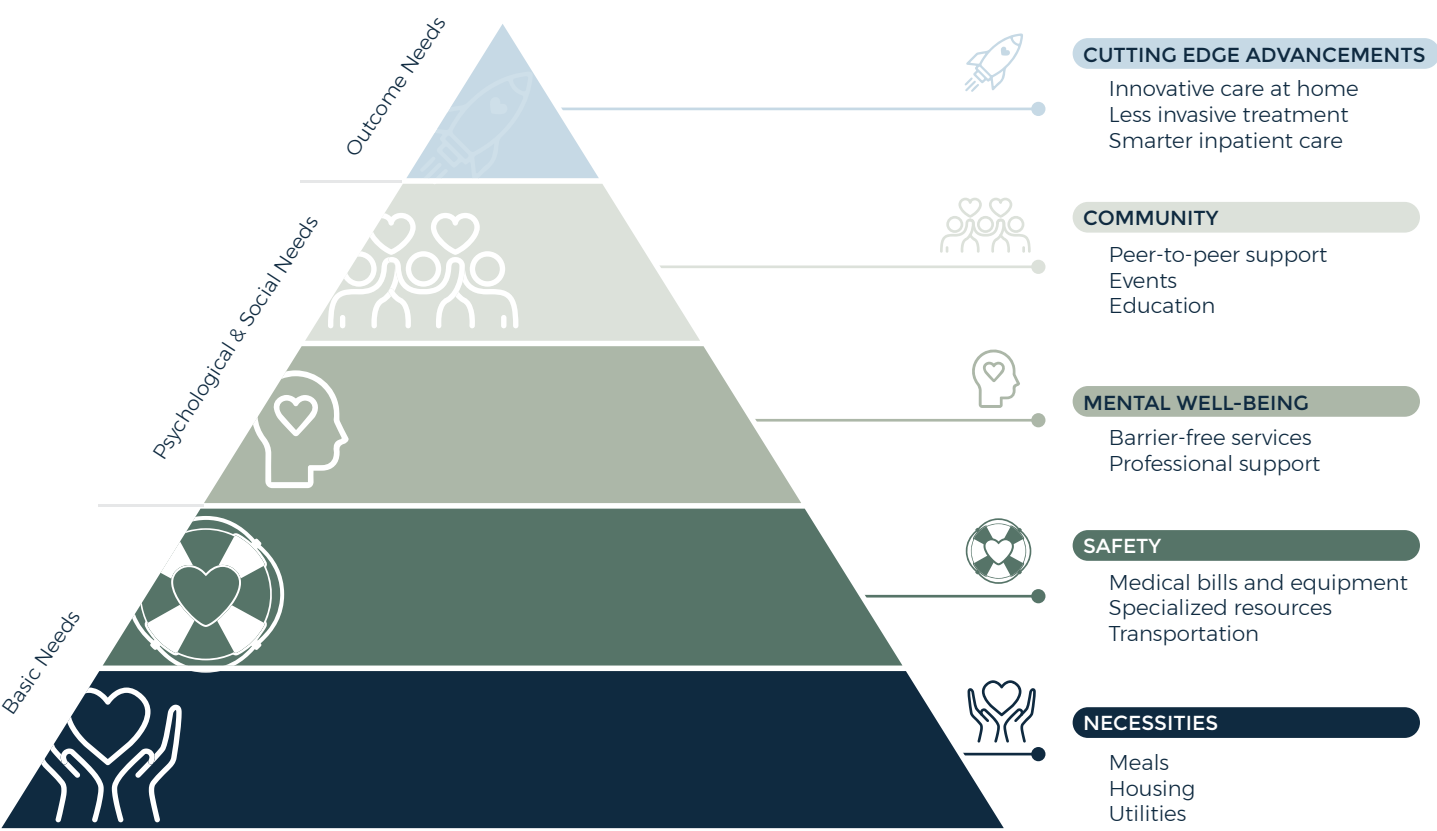 Outcome Needs
CUTTING EDGE ADVANCEMENTS
Innovative care at home
Less invasive treatment
Smarter inpatient care
Psychological & Social Needs
COMMUNITY
Peer-to-peer support
Events
Education
MENTAL WELL-BEING
Barrier-free services
Professional support
Basic Needs
SAFETY
Medical bills and equipment
Specialized resources
Transportation
NECESSITIES
Meals
Housing
Utilities